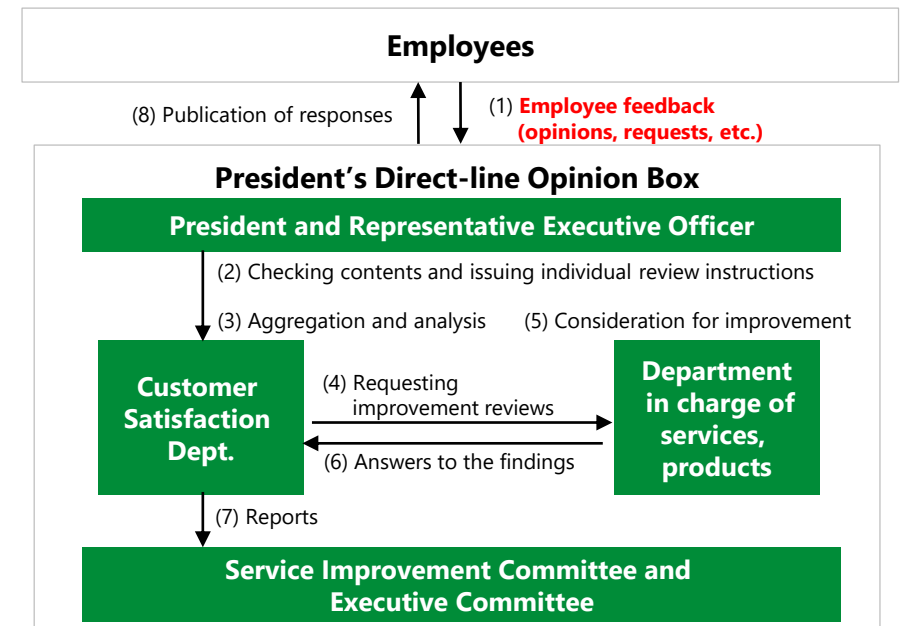 Employees
(8) Publication of responses
(1) Employee feedback
(opinions, requests, etc.)
President’s Direct-line Opinion Box
President and Representative Executive Officer
(2) Checking contents and issuing individual review instructions
(3) Aggregation and analysis
(5) Consideration for improvement
Customer
Satisfaction
Dept.
(4) Requesting
improvement reviews
(6) Answers to the findings
Department
in charge of
services,
products
(7) Reports
Service Improvement Committee and
Executive Committee